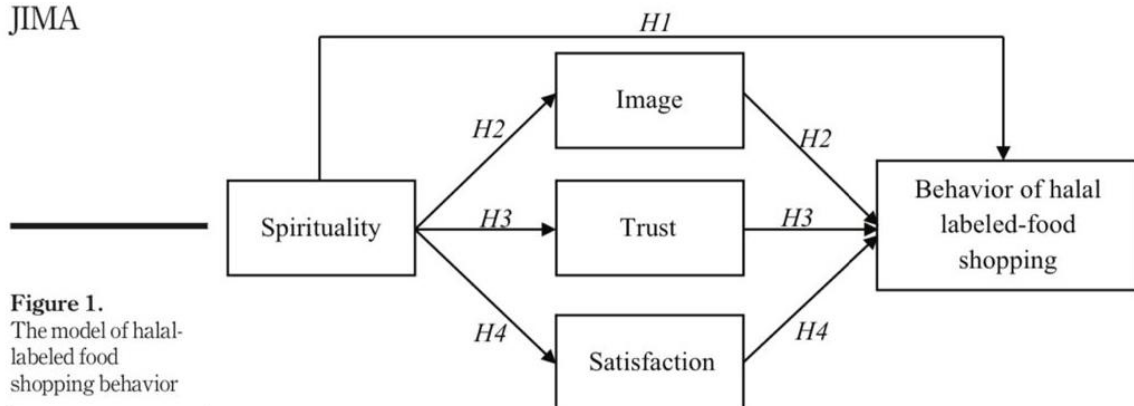 JIMA
H1
Image
H2
H2
Spirituality
H3
Trust
H3
Behavior of halal
labeled-food
shopping
H4
Satisfaction
H4
Figure 1.
The model of halal-
labeled food
shopping behavior